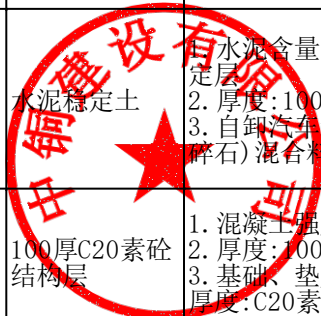 中铜建设有限公司
水泥稳定土
1. 水泥含量
定层
2. 厚度:100
3. 自卸汽车
碎石)混合料
100厚C20素砼
结构层
1. 混凝土强
2. 厚度:100
3. 基础、垫
厚度:C20素